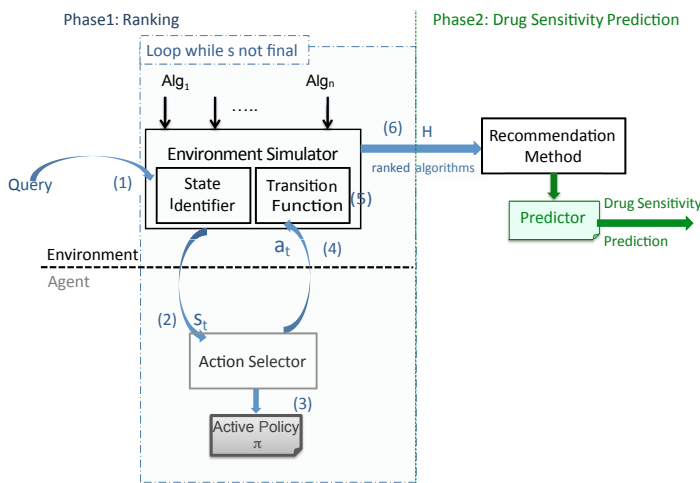 Phase1: Ranking
Phase2: Drug Sensitivity Prediction
Loop while s not final
Alg1
.....
Algn
(6)
H
ranked algorithms
Recommendation
Method
Environment Simulator
Query
(1)
State
Identifier
Transition
Function
(5)
Predictor
Drug Sensitivity
Prediction
at
(4)
Environment
Agent
(2)
st
Action Selector
(3)
Active Policy
π